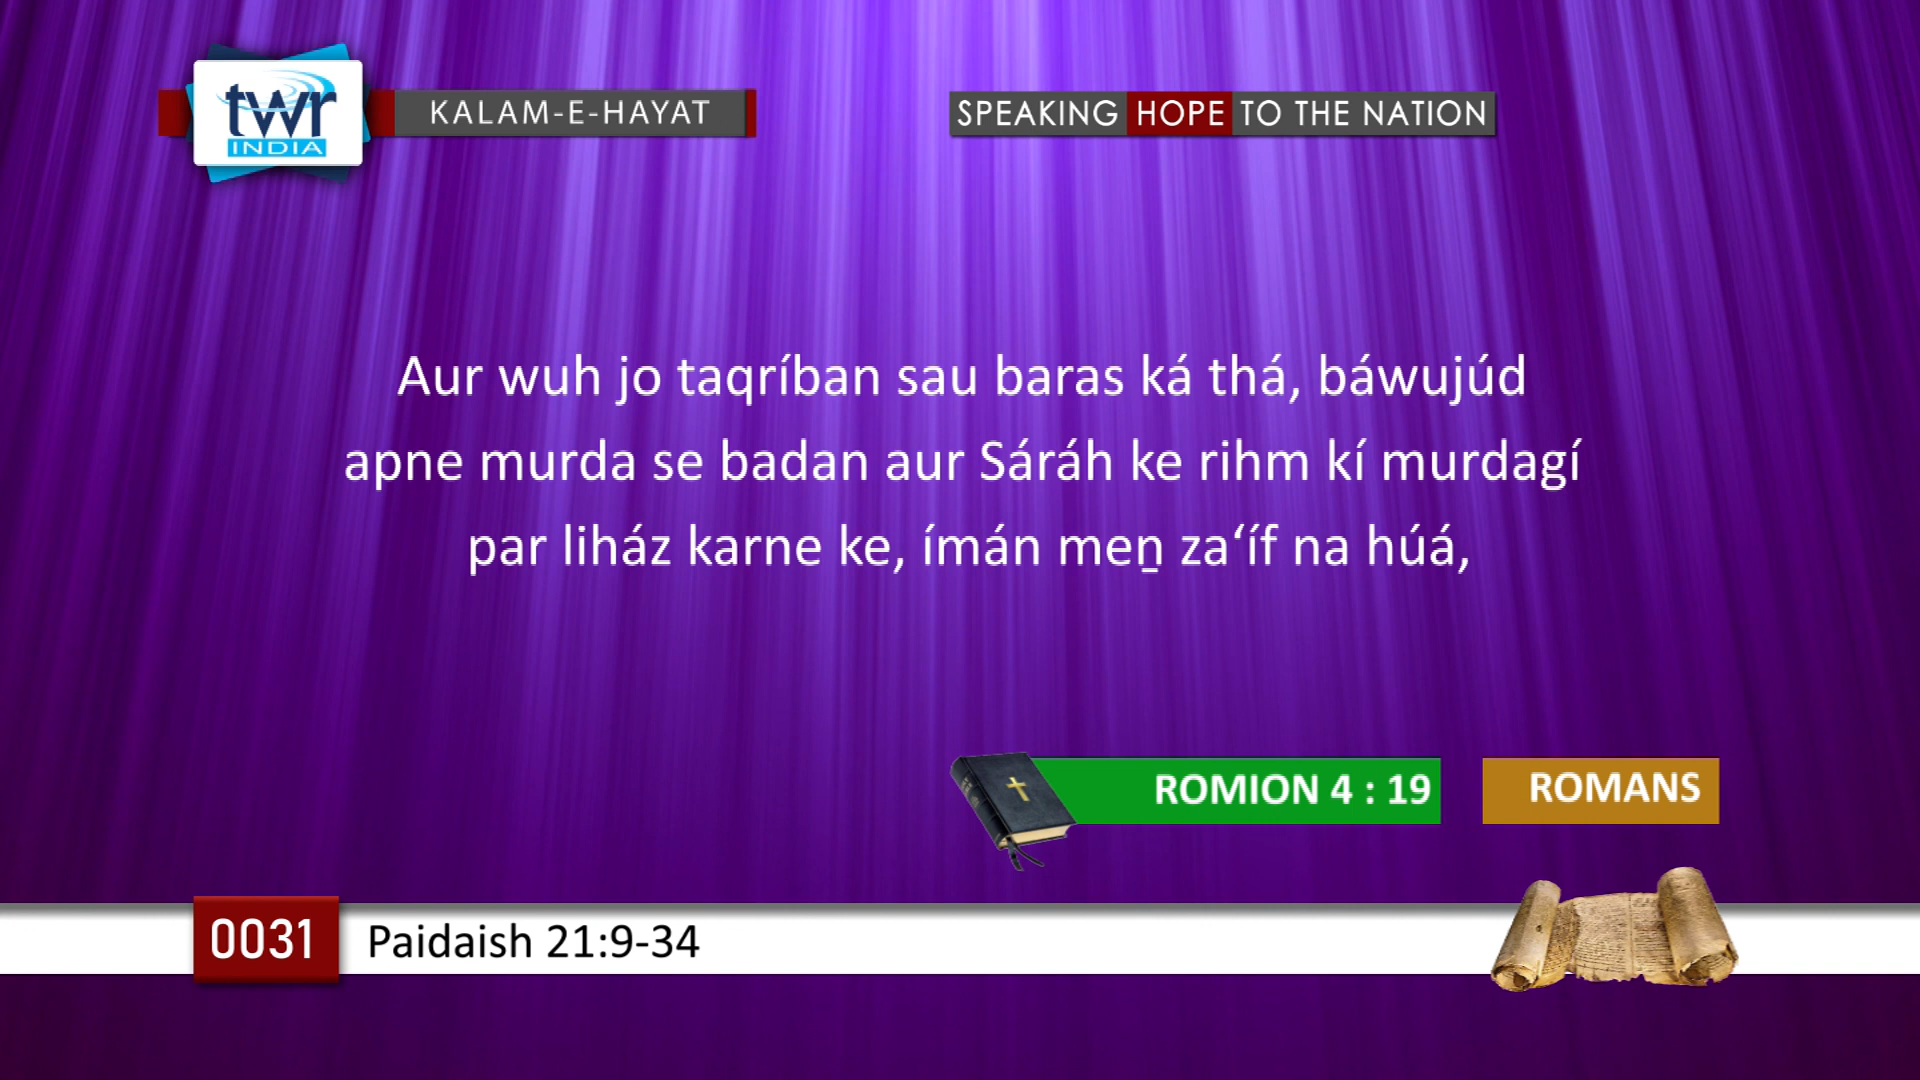 twr
INDIA
KALAM-E-HAYAT
SPEAKING HOPE TO THE NATION
Aur wuh jo taqríban sau baras ká thá, báwujúd
apne murda se badan aur Sáráh ke rihm kí murdagí
par liház karne ke, ímán meṉ za‘íf na húá,
ROMION 4 : 19
ROMANS
0031
Paidaish 21:9-34